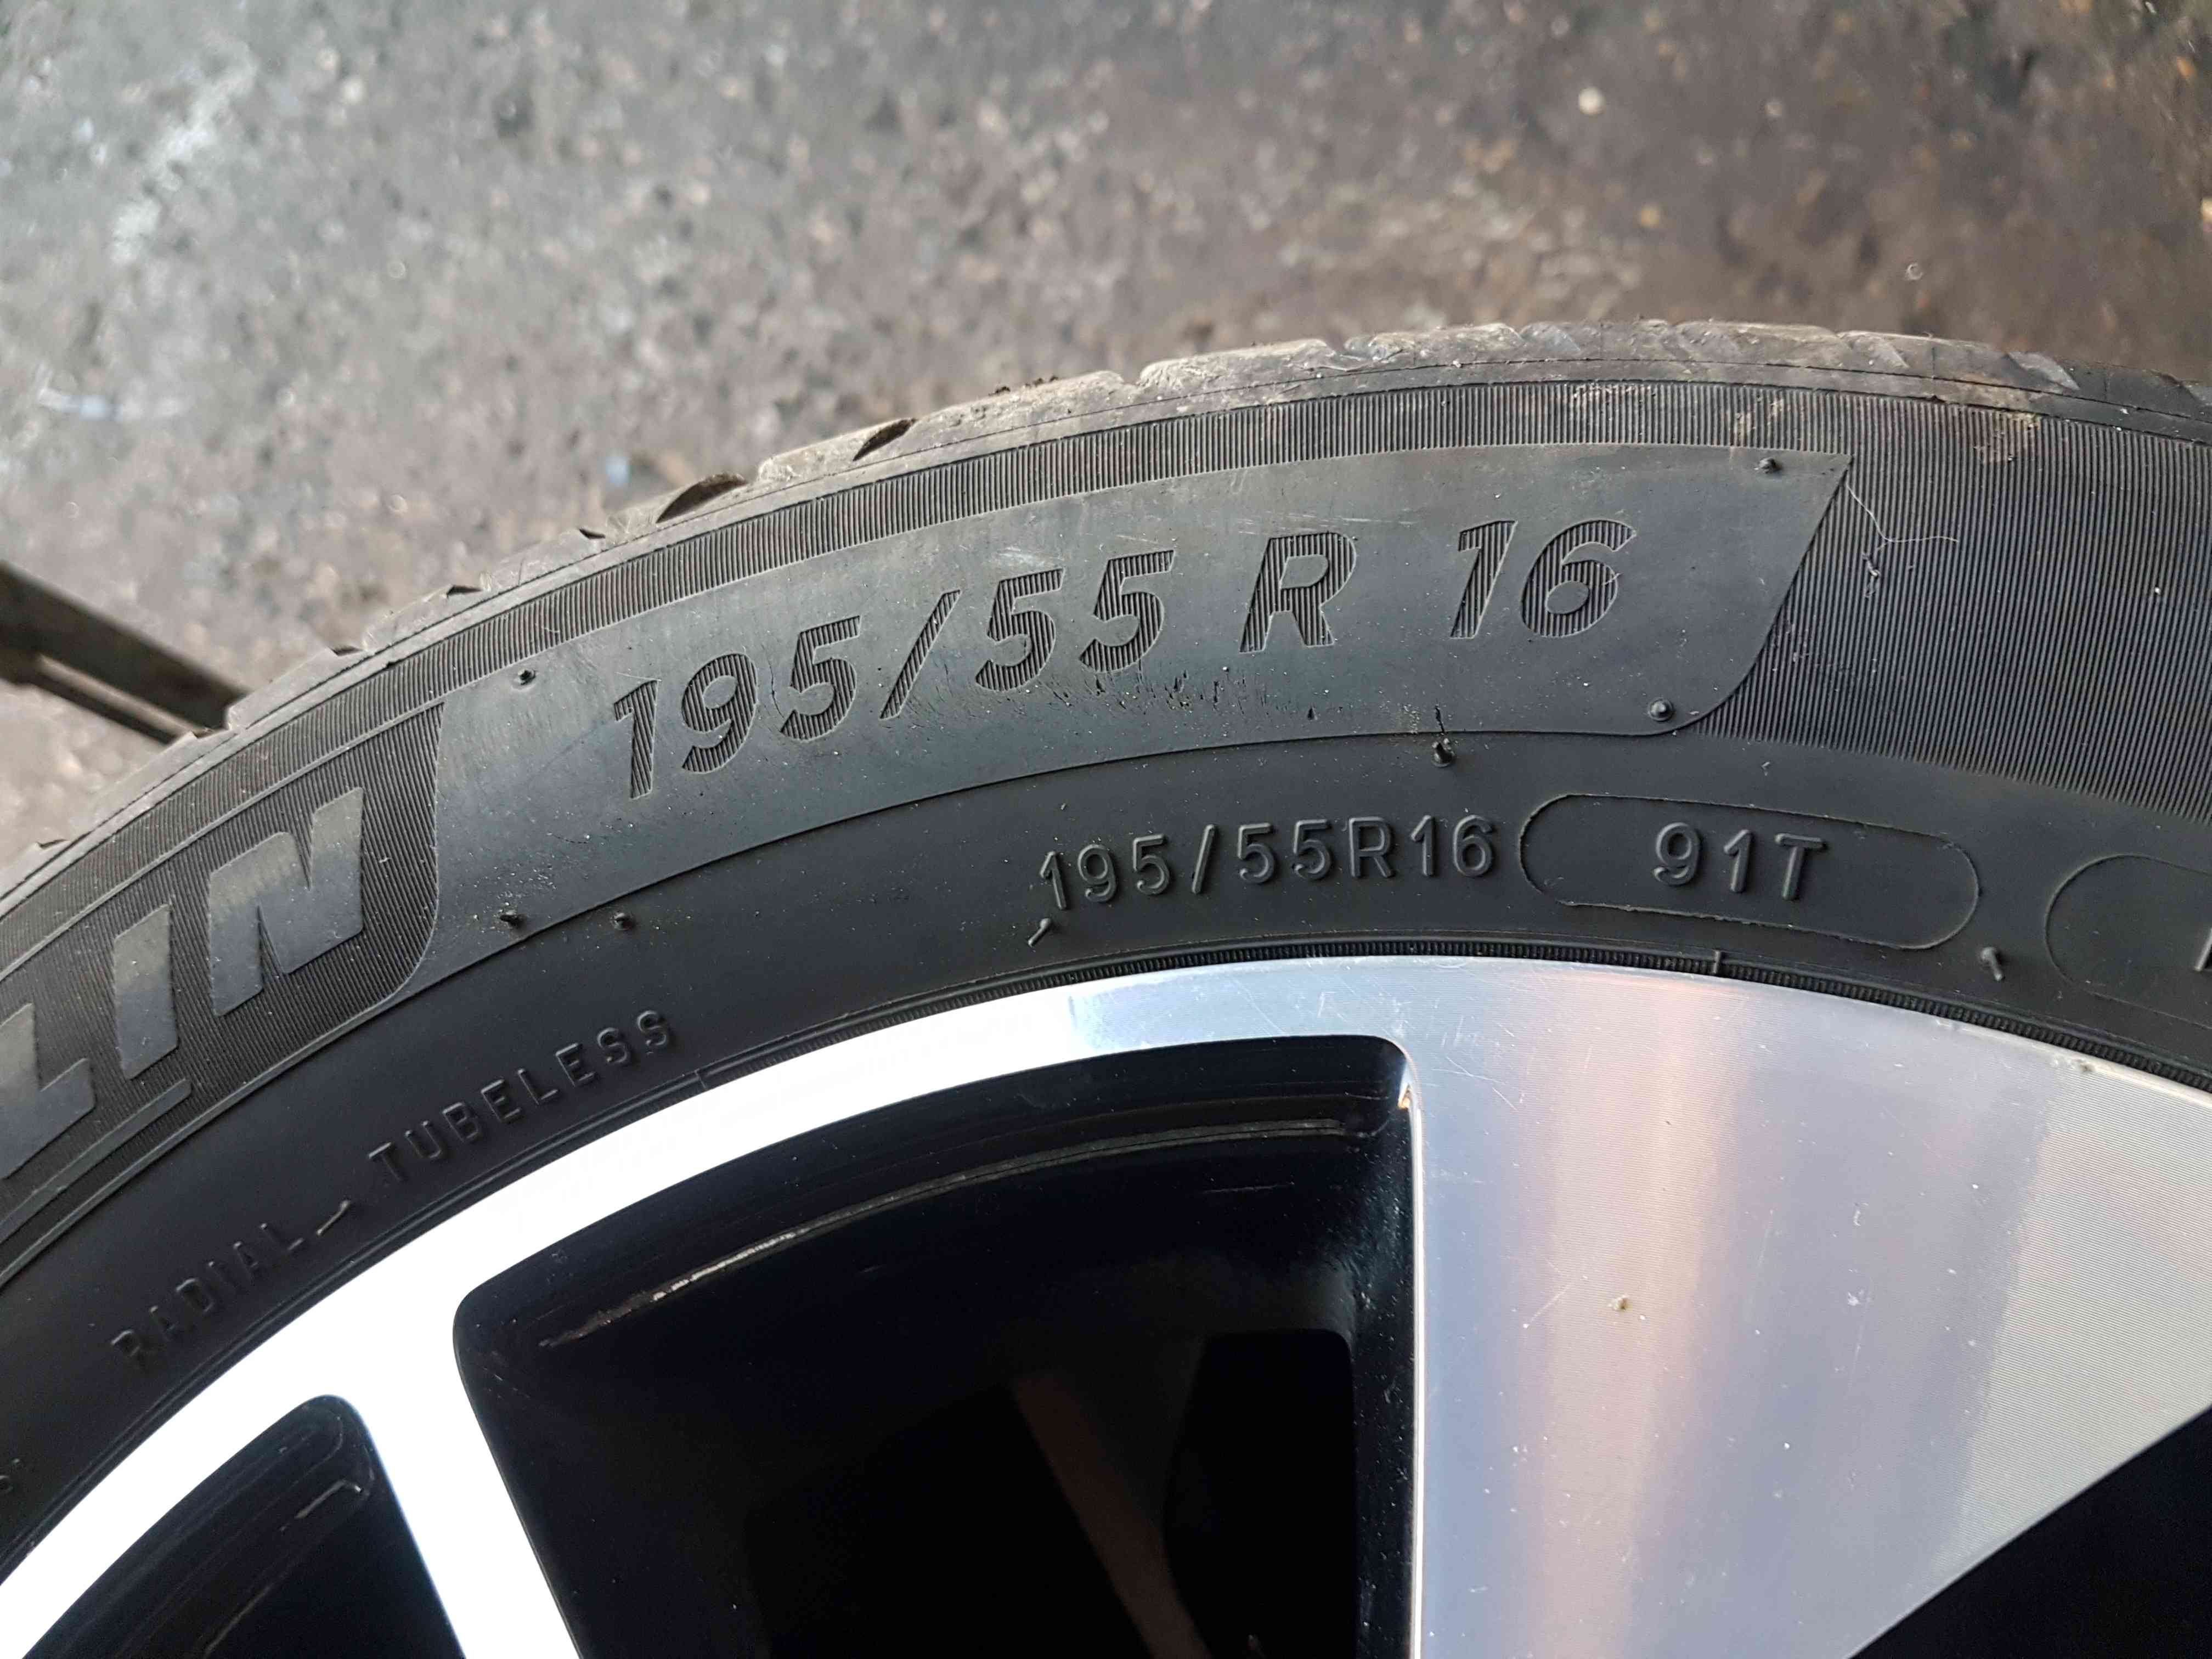 LIN 195/55 R 16
195/55R16 91T
RADIAL TUBELESS